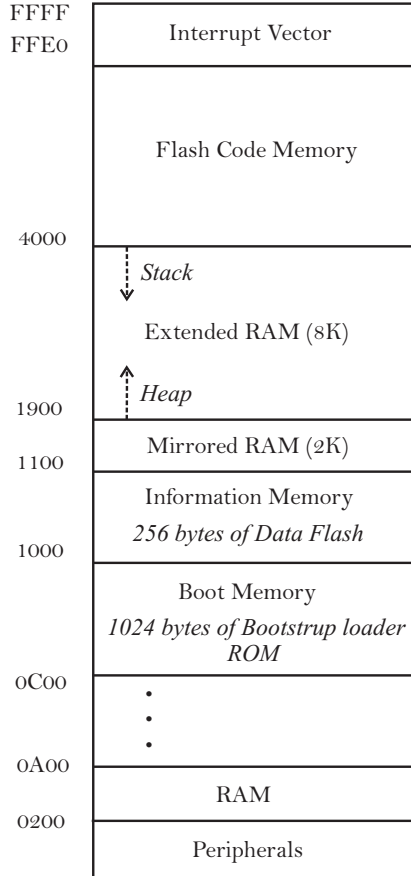 FFFF
FFE0
Interrupt Vector
Flash Code Memory
4000
Stack
Extended RAM (8K)
Heap
1900
Mirrored RAM (2K)
1100
Information Memory
256 bytes of Data Flash
1000
Boot Memory
1024 bytes of Bootstrup loader
ROM
0C00
0A00
RAM
0200
Peripherals